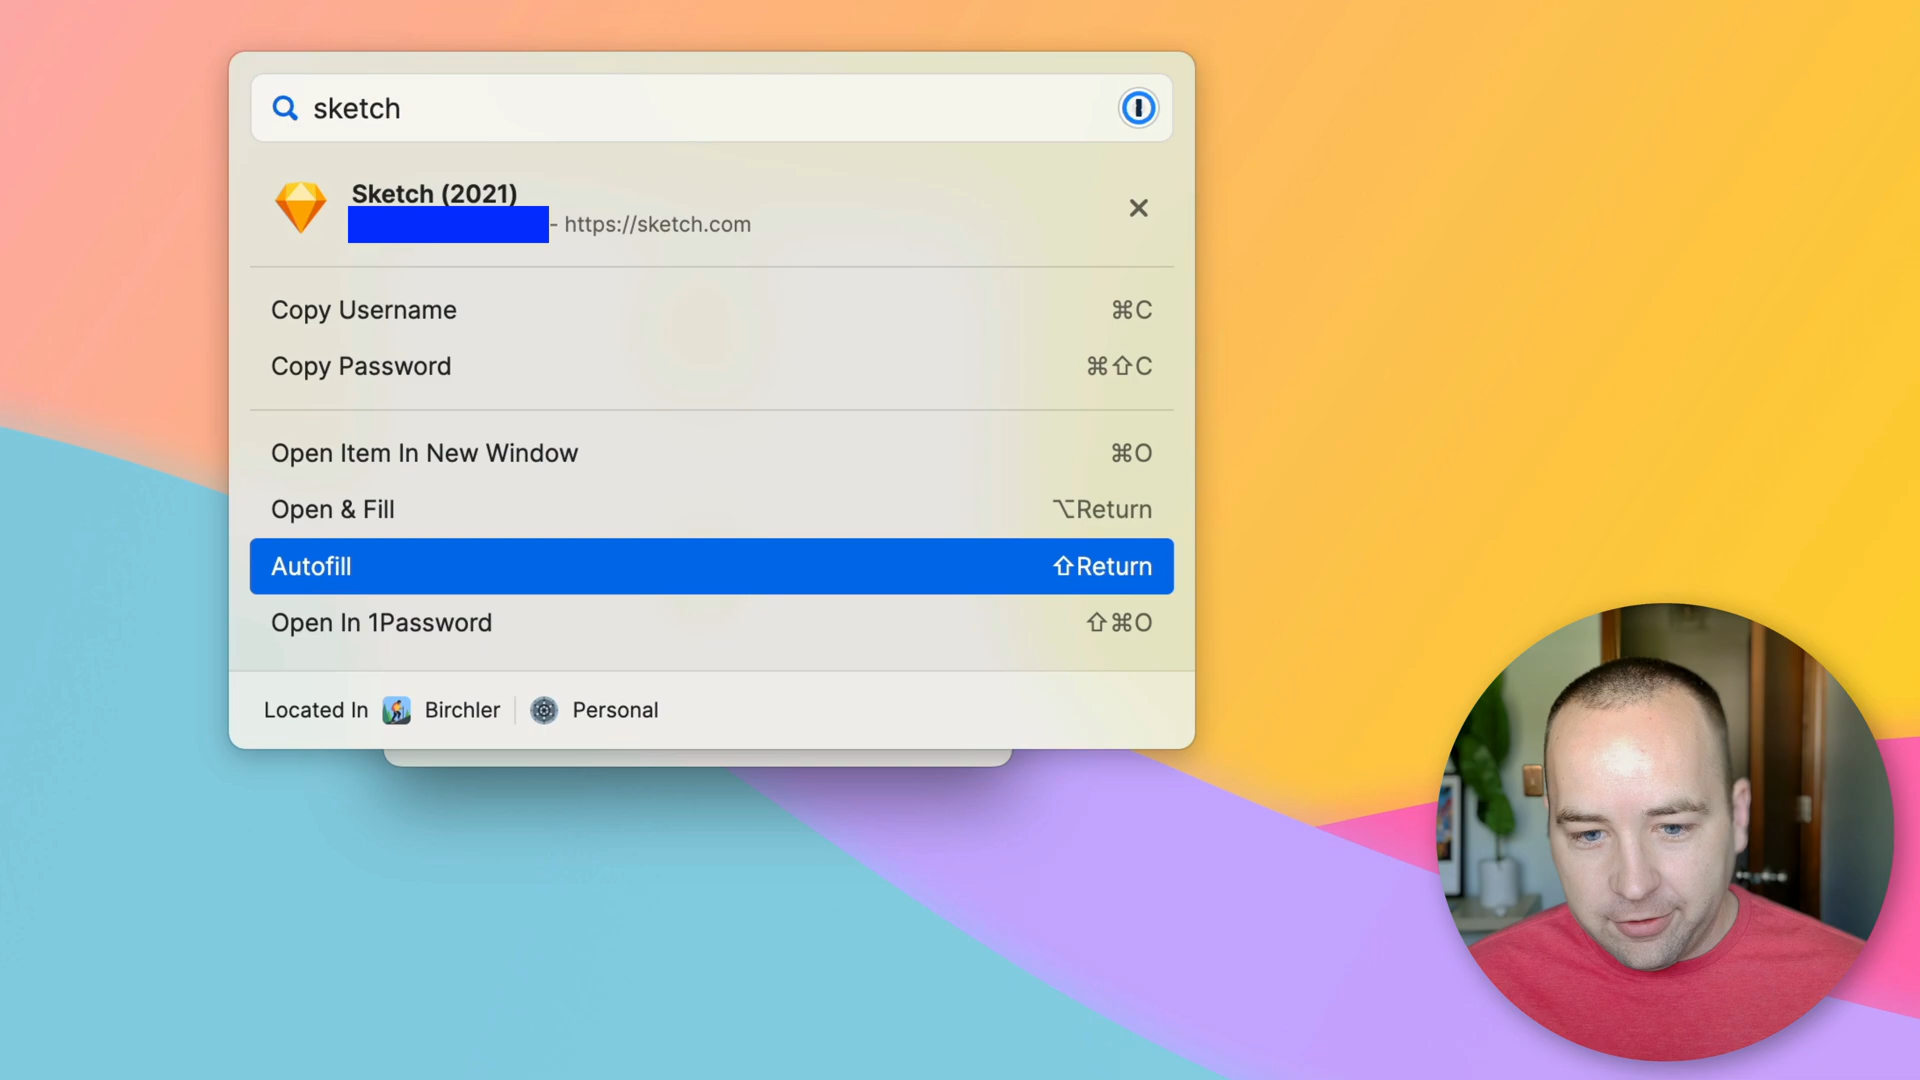 sketch
Sketch (2021)
- https://sketch.com
Copy Username ⌘C
Copy Password ⌘⇧C
Open Item In New Window ⌘O
Open & Fill ⌥Return
Autofill ⇧Return
Open In 1Password ⇧⌘O
Located In Birchler Personal